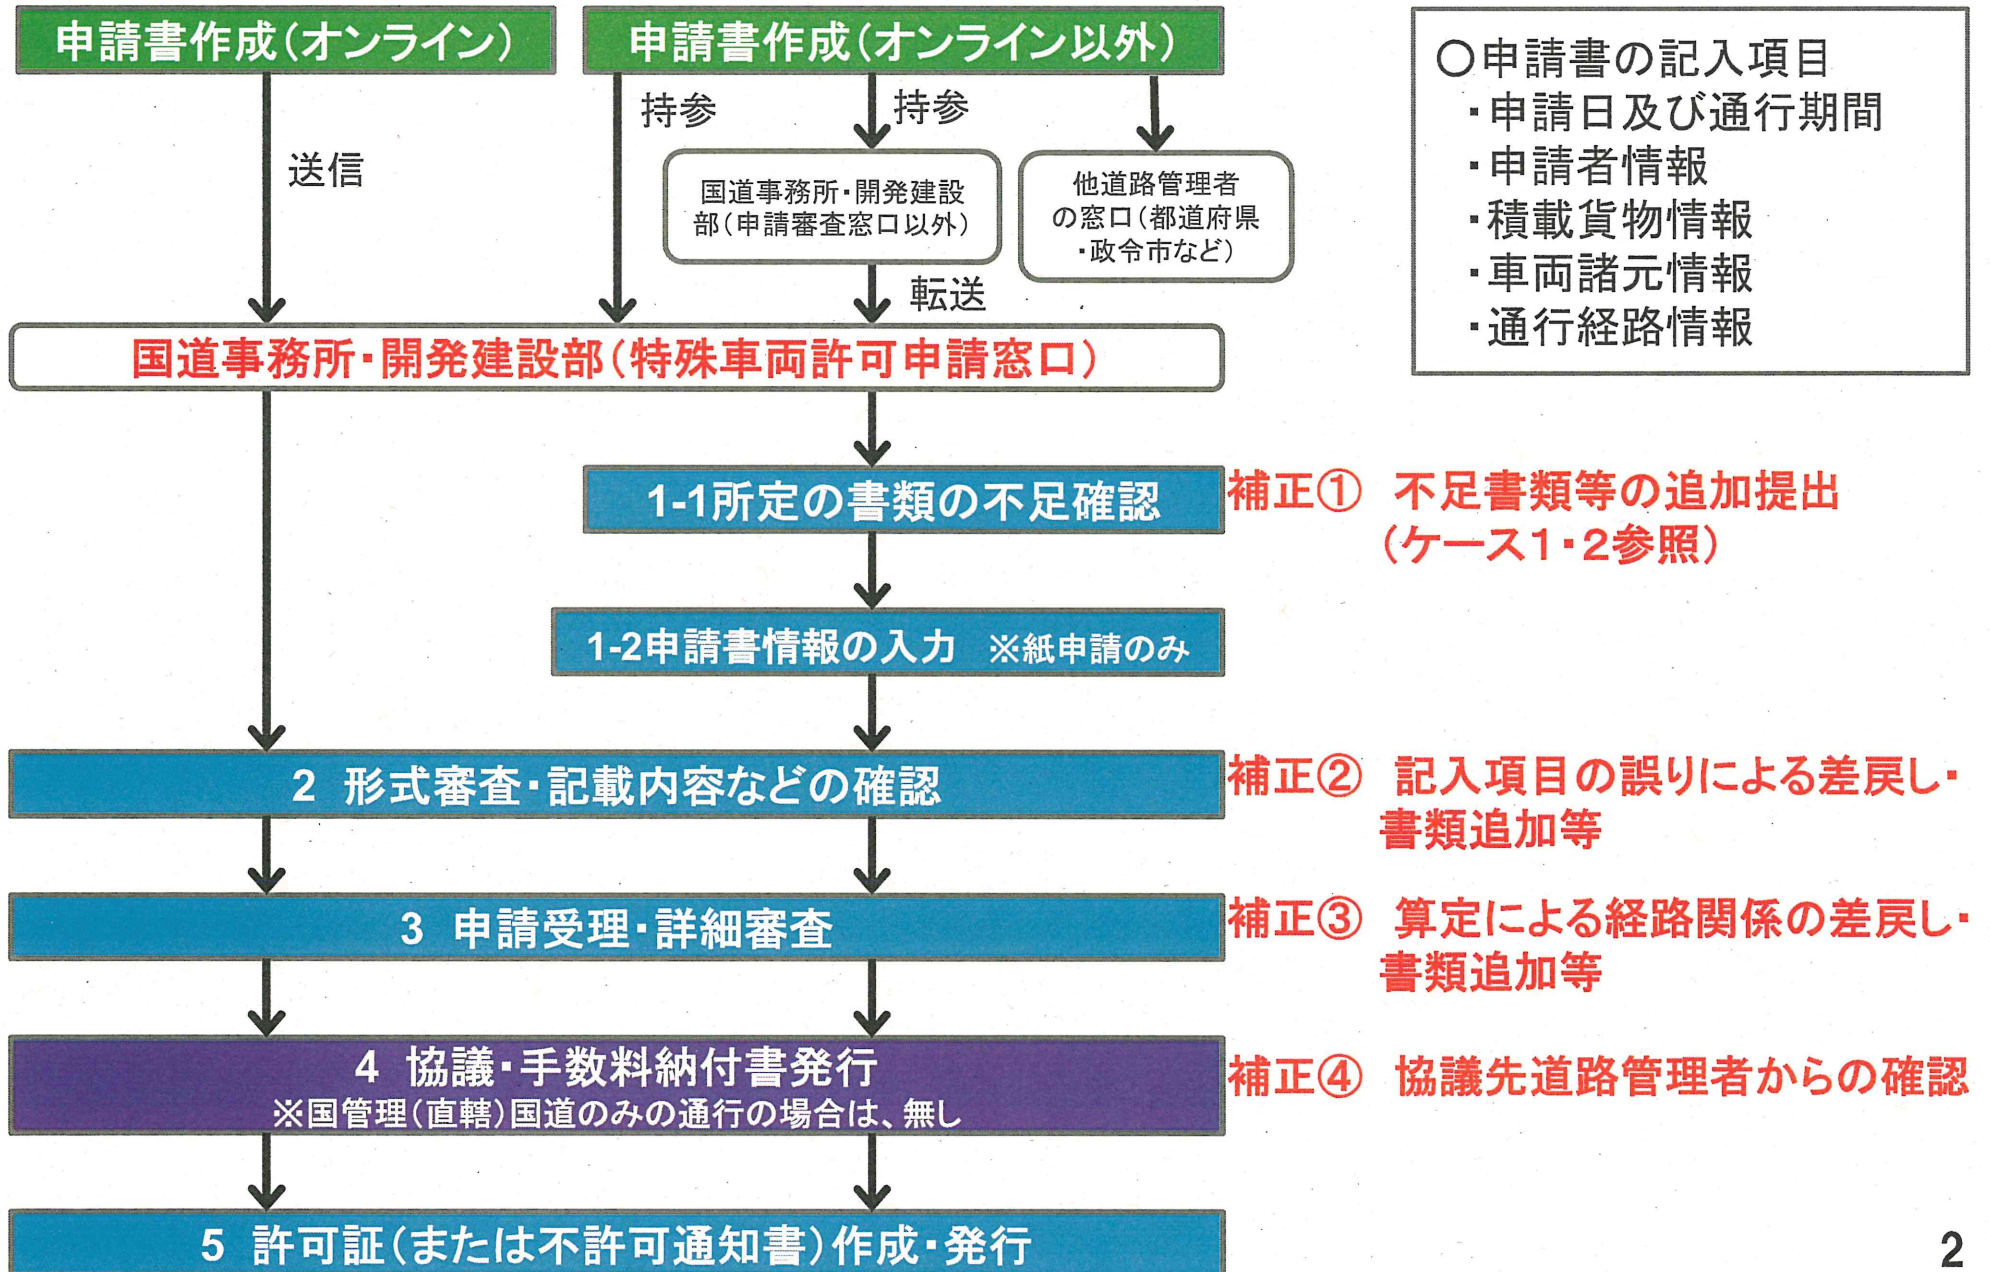 申請書作成(オンライン)
申請書作成(オンライン以外)
○申請書の記入項目
・申請日及び通行期間
・申請者情報
・積載貨物情報
・車両諸元情報
・通行経路情報
送信
持参
持参
国道事務所・開発建設
部(申請審査窓口以外)
他道路管理者
の窓口(都道府県
・政令市など)
転送
国道事務所・開発建設部(特殊車両許可申請窓口)
1-1所定の書類の不足確認
補正① 不足書類等の追加提出
(ケース1・2参照)
1-2申請書情報の入力 ※紙申請のみ
2 形式審査・記載内容などの確認
補正② 記入項目の誤りによる差戻し・
書類追加等
3 申請受理・詳細審査
補正③ 算定による経路関係の差戻し・
書類追加等
4 協議・手数料納付書発行
※国管理(直轄)国道のみの通行の場合は、無し
補正④ 協議先道路管理者からの確認
5 許可証(または不許可通知書)作成・発行
2